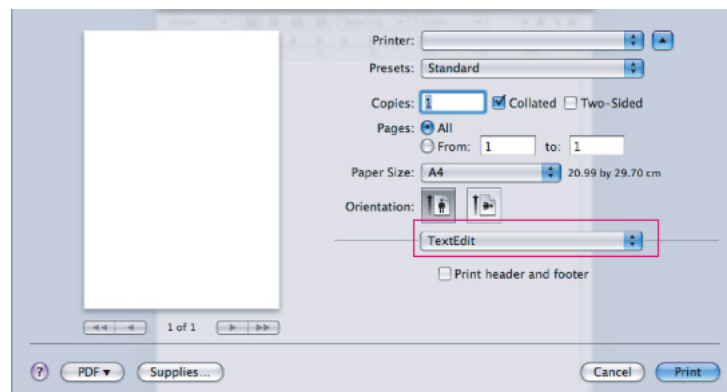 Printer:
Presets: Standard
Copies: 1 Collated Two-Sided
Pages: All
From: 1 to: 1
Paper Size: A4 20.99 by 29.70 cm
Orientation:
TextEdit
Print header and footer
1 of 1
? PDF▾ Supplies... Cancel Print